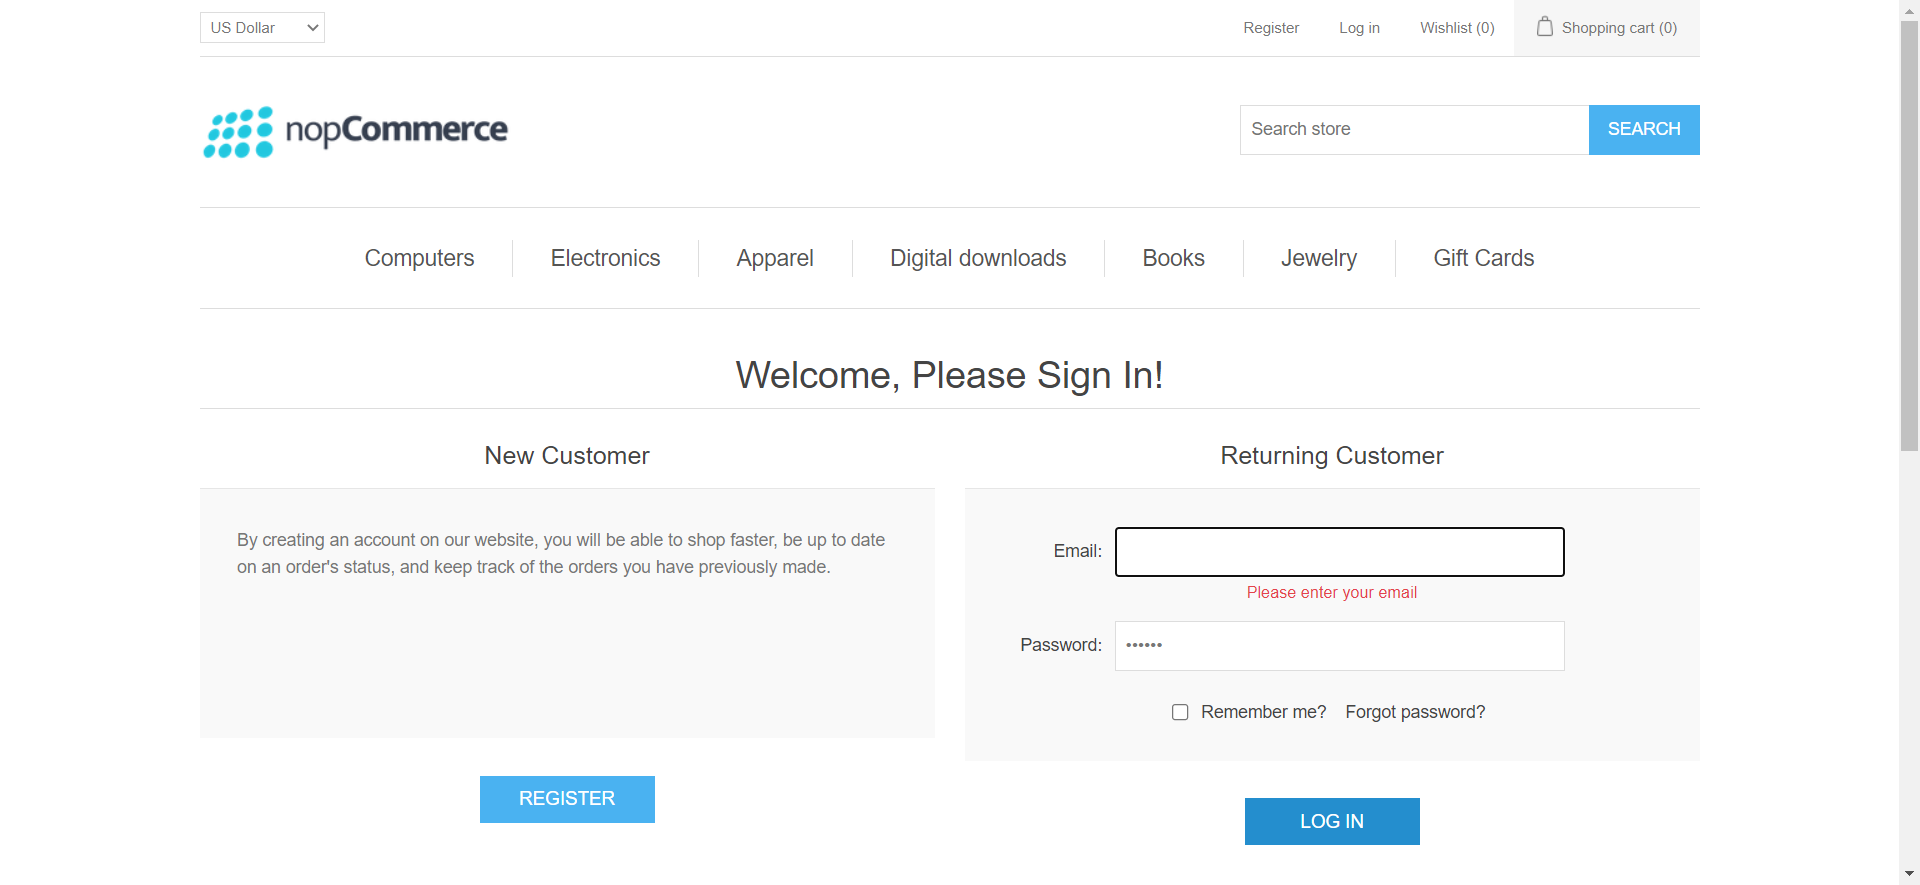 US Dollar
Register
Log in
Wishlist (0)
Shopping cart (0)
nopCommerce
Search store
SEARCH
Computers
Electronics
Apparel
Digital downloads
Books
Jewelry
Gift Cards
Welcome, Please Sign In!
New Customer
By creating an account on our website, you will be able to shop faster, be up to date
on an order's status, and keep track of the orders you have previously made.
REGISTER
Returning Customer
Email:
Please enter your email
Password:
••••••
Remember me?
Forgot password?
LOG IN